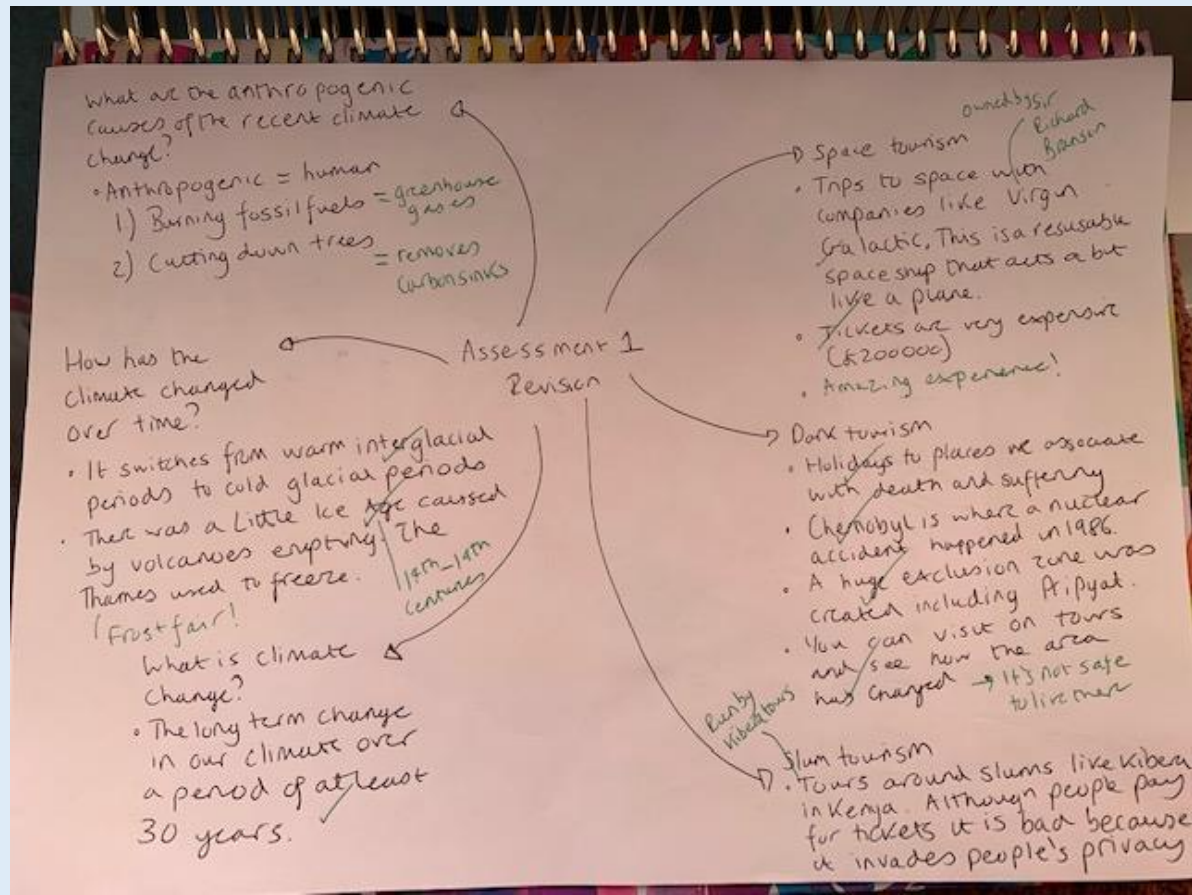 What are the anthropogenic
causes of the recent climate
change?
• Anthropogenic = human
1) Burning fossil fuels = greenhouse
gases
2) Cutting down trees = removes
carbon sinks
How has the
climate changed
over time?
• It switches from warm interglacial
periods to cold glacial periods
• There was a Little Ice Age caused
by volcanoes erupting. The
Thames used to freeze.
Frost fair!
14th-19th
centuries
What is climate
change?
• The long term change
in our climate over
a period of at least
30 years.
Assessment 1
Revision
owned by Sir
Richard
Branson
Space tourism
• Trips to space with
companies like Virgin
Galactic. This is a resusable
space ship that acts a bit
like a plane.
• Tickets are very expensive
(£200000)
• Amazing experience!
Dark tourism
• Holidays to places we associate
with death and suffering
• Chernobyl is where a nuclear
accident happened in 1986.
• A huge exclusion zone was
created including Pripyat.
• You can visit on tours
and see how the area
has changed → It's not safe
to live there
Run by
Kibera tours
Slum tourism
• Tours around slums like Kibera
in Kenya. Although people pay
for tickets it is bad because
it invades people's privacy